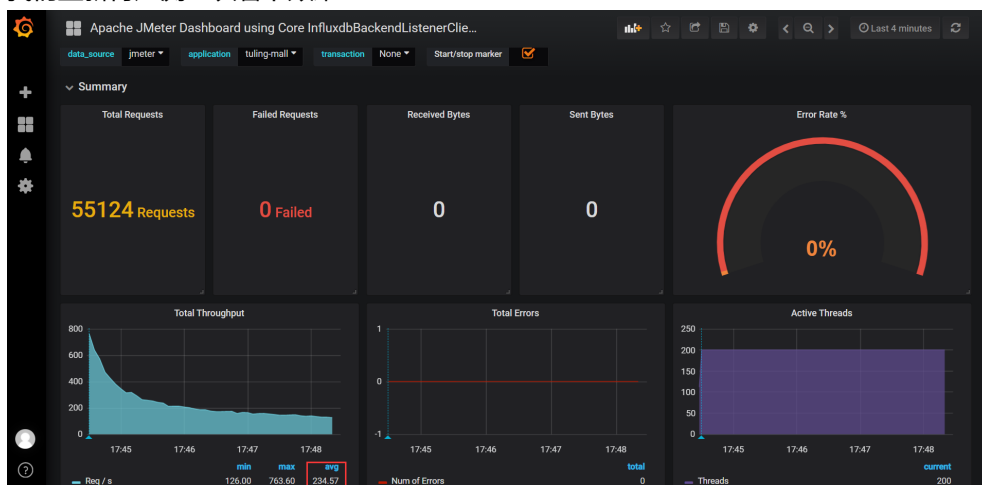 Apache JMeter Dashboard using Core InfluxdbBackendListenerClie...
Last 4 minutes
data_source jmeter application tuling-mall transaction None Start/stop marker
Summary
Total Requests
Failed Requests
Received Bytes
Sent Bytes
Error Rate %
55124 Requests
0 Failed
0
0
0%
Total Throughput
800
600
400
200
0
17:45 17:46 17:47 17:48
min max avg
Req / s 126.00 763.60 234.57
Total Errors
1
0
-1
17:45 17:46 17:47 17:48
total
Num of Errors 0
Active Threads
250
200
150
100
50
0
17:45 17:46 17:47 17:48
current
Threads 200